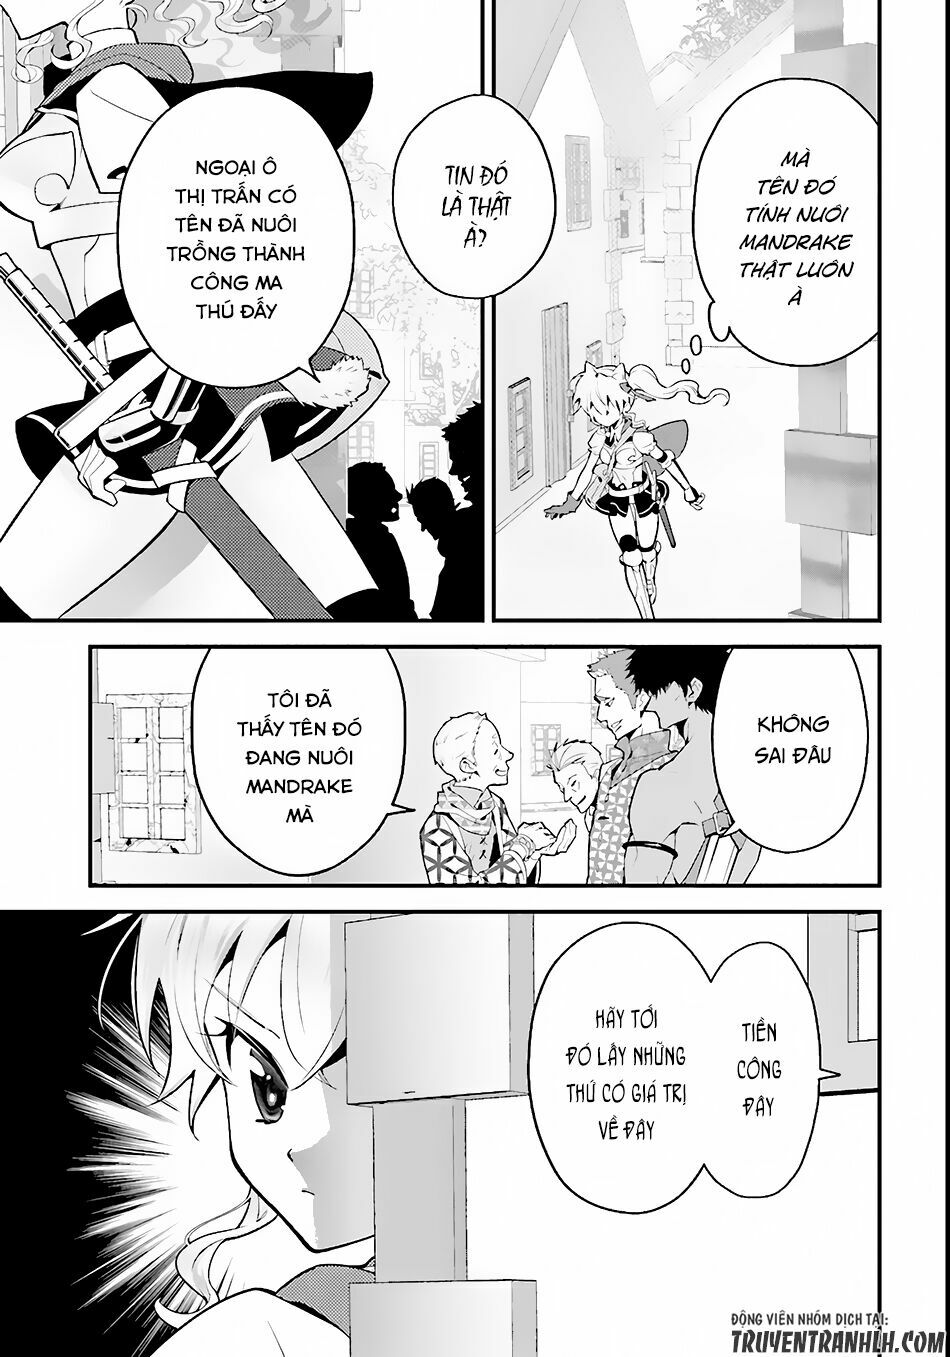 MÀ
TÊN ĐÓ
TÍNH NUÔI
MANDRAKE
THẬT LUÔN
À
TIN ĐÓ
LÀ THẬT
À?
NGOẠI Ô
THỊ TRẤN CÓ
TÊN ĐÃ NUÔI
TRỒNG THÀNH
CÔNG MA
THÚ ĐẤY
KHÔNG
SAI ĐÂU
TÔI ĐÃ
THẤY TÊN ĐÓ
ĐANG NUÔI
MANDRAKE
MÀ
TIỀN
CÔNG
ĐÂY
HÃY TỚI
ĐÓ LẤY NHỮNG
THỨ CÓ GIÁ TRỊ
VỀ ĐÂY
ĐỘNG VIÊN NHÓM DỊCH TẠI:
TRUYENTRANHLH.COM